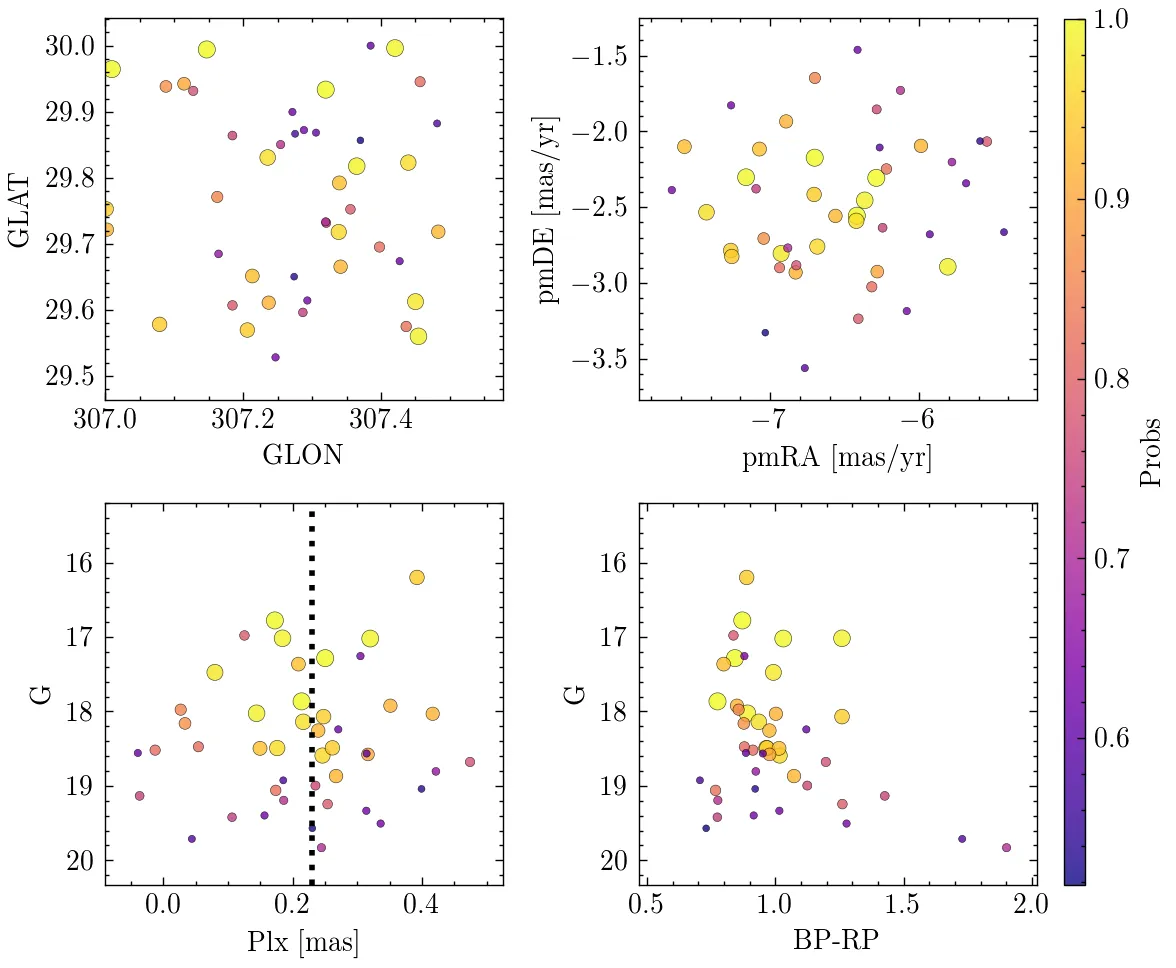 30.0
29.9
29.8
29.7
29.6
29.5
GLAT
307.0 307.2 307.4
GLON
−1.5
−2.0
−2.5
−3.0
−3.5
pmDE [mas/yr]
−7 −6
pmRA [mas/yr]
16
17
18
19
20
G
0.0 0.2 0.4
Plx [mas]
16
17
18
19
20
G
0.5 1.0 1.5 2.0
BP-RP
1.0
0.9
0.8
0.7
0.6
Probs